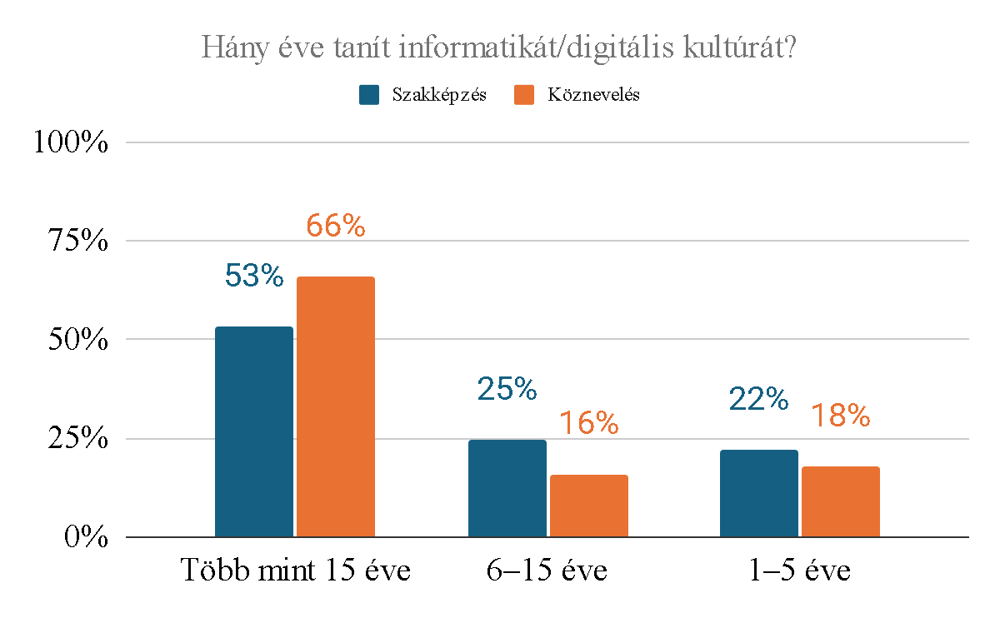 Hány éve tanít informatikát/digitális kultúrát?
Szakképzés Köznevelés
100%
75%
50%
25%
0%
53% 66%
25% 16%
22% 18%
Több mint 15 éve 6–15 éve 1–5 éve